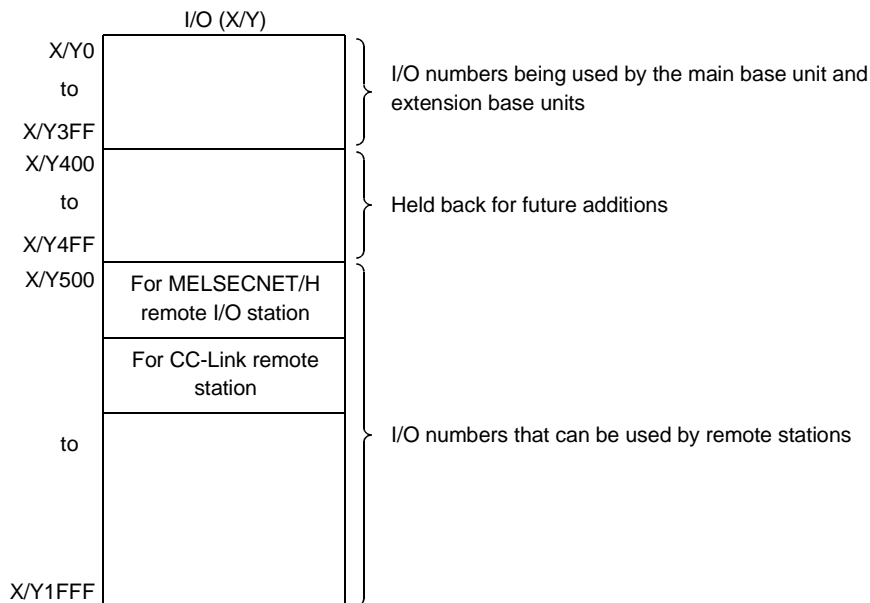 I/O (X/Y)
X/Y0
to
X/Y3FF
I/O numbers being used by the main base unit and
extension base units
X/Y400
to
X/Y4FF
Held back for future additions
X/Y500
For MELSECNET/H
remote I/O station
For CC-Link remote
station
to
I/O numbers that can be used by remote stations
X/Y1FFF